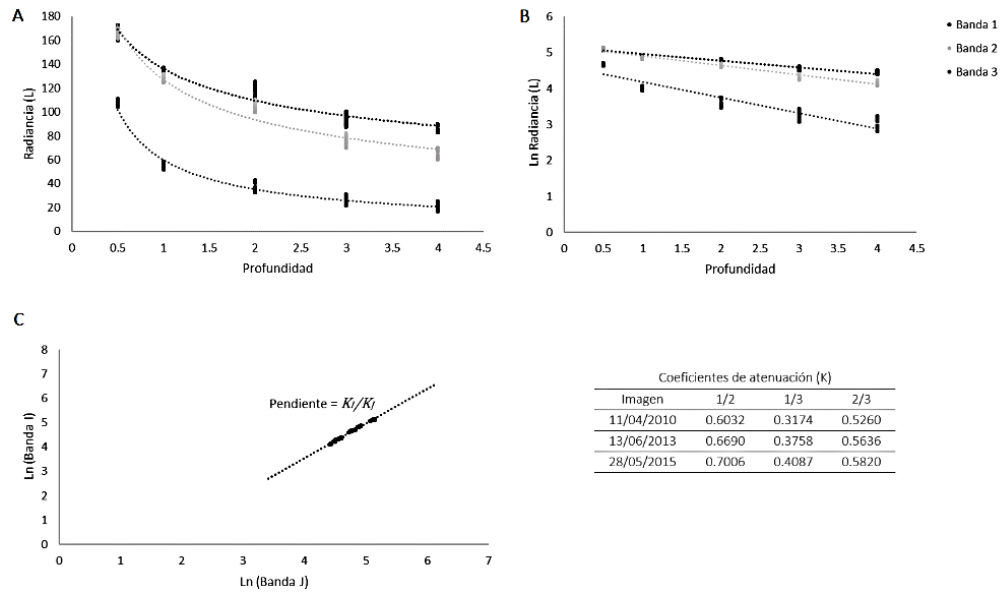 A
180
160
140
120
100
80
60
40
20
0
0 0.5 1 1.5 2 2.5 3 3.5 4 4.5
Radiancia (L)
Profundidad
B
6
5
4
3
2
1
0
0 0.5 1 1.5 2 2.5 3 3.5 4 4.5
Ln Radiancia (L)
Profundidad
Banda 1
Banda 2
Banda 3
C
8
7
6
5
4
3
2
1
0
0 1 2 3 4 5 6 7
Ln (Banda I)
Ln (Banda J)
Pendiente = KI/KJ
Coeficientes de atenuación (K)
Imagen 1/2 1/3 2/3
11/04/2010 0.6032 0.3174 0.5260
13/06/2013 0.6690 0.3758 0.5636
28/05/2015 0.7006 0.4087 0.5820